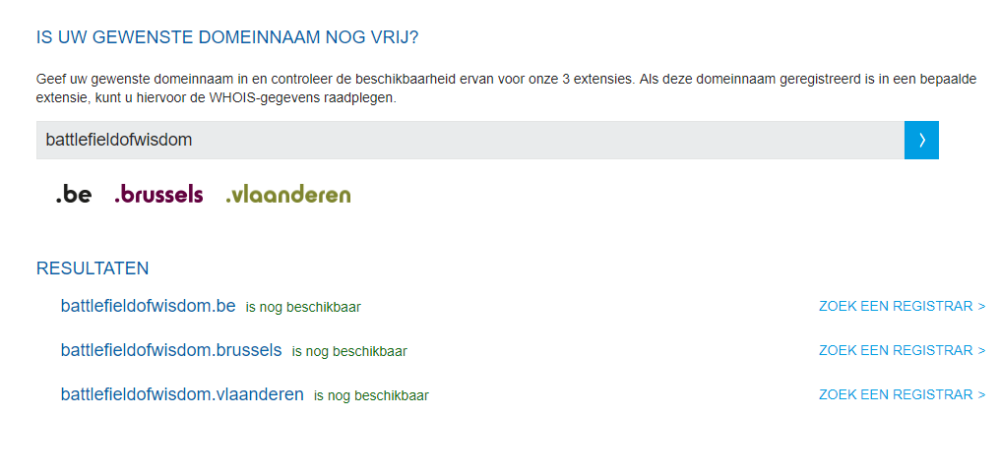 IS UW GEWENSTE DOMEINNAAM NOG VRIJ?
Geef uw gewenste domeinnaam in en controleer de beschikbaarheid ervan voor onze 3 extensies. Als deze domeinnaam geregistreerd is in een bepaalde
extensie, kunt u hiervoor de WHOIS-gegevens raadplegen.
battlefieldofwisdom
.be .brussels .vlaanderen
RESULTATEN
battlefieldofwisdom.be is nog beschikbaar ZOEK EEN REGISTRAR >
battlefieldofwisdom.brussels is nog beschikbaar ZOEK EEN REGISTRAR >
battlefieldofwisdom.vlaanderen is nog beschikbaar ZOEK EEN REGISTRAR >